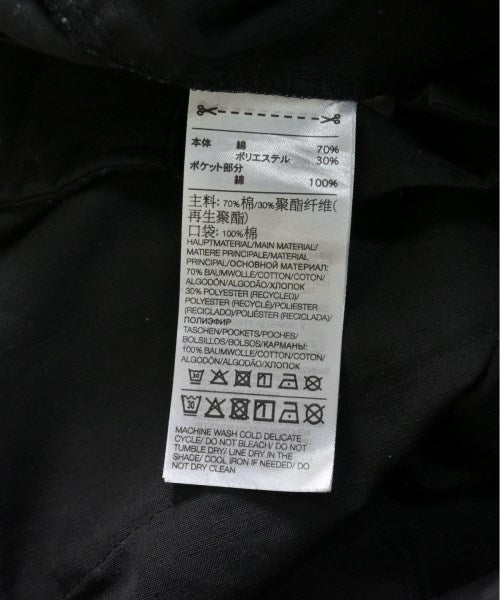 本体 綿 70%
ポリエステル 30%
ポケット部分
綿 100%
主料: 70%棉/30%聚酯纤维(
再生聚酯)
口袋: 100%棉
HAUPTMATERIAL/MAIN MATERIAL/
MATIERE PRINCIPALE/MATERIAL
PRINCIPAL/ОСНОВНОЙ МАТЕРИАЛ:
70% BAUMWOLLE/COTTON/COTON/
ALGODÓN/ALGODÃO/ХЛОПОК
30% POLYESTER (RECYCLED)/
POLYESTER (RECYCLÉ)/POLIESTER
(RECICLADO)/POLIÉSTER (RECICLADA)/
ПОЛИЭФИР
TASCHEN/POCKETS/POCHES/
BOLSILLOS/BOLSOS/КАРМАНЫ:
100% BAUMWOLLE/COTTON/COTON/
ALGODÓN/ALGODÃO/ХЛОПОК
30
30
MACHINE WASH COLD DELICATE
CYCLE/ DO NOT BLEACH/ DO NOT
TUMBLE DRY/ LINE DRY IN THE
SHADE/ COOL IRON IF NEEDED/ DO
NOT DRY CLEAN